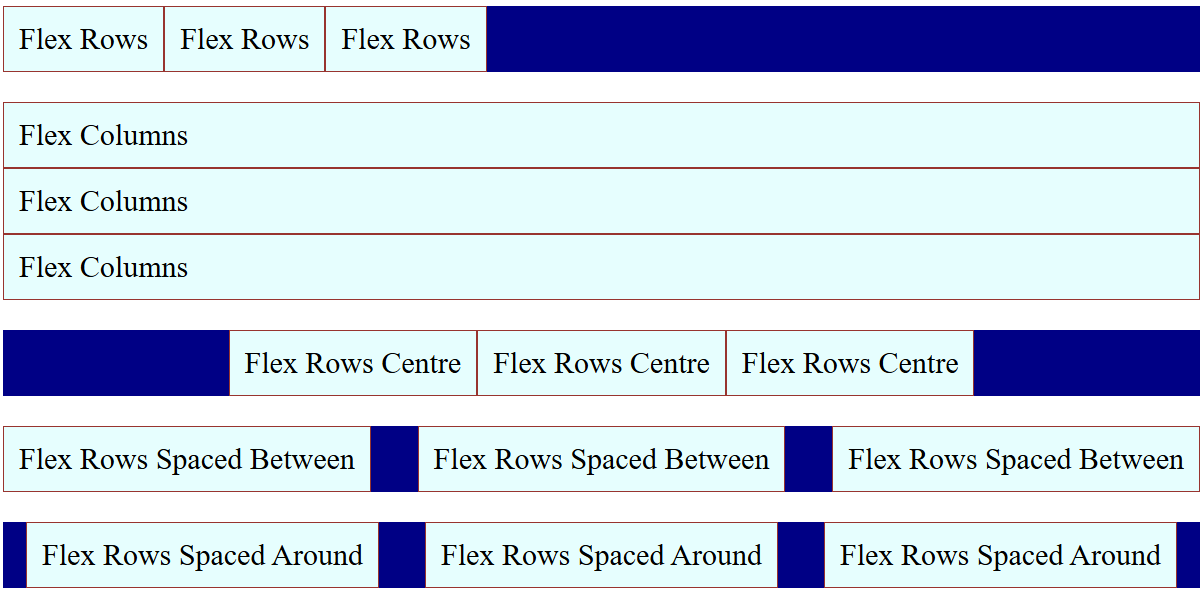 Flex Rows Flex Rows Flex Rows
Flex Columns
Flex Columns
Flex Columns
Flex Rows Centre Flex Rows Centre Flex Rows Centre
Flex Rows Spaced Between Flex Rows Spaced Between Flex Rows Spaced Between
Flex Rows Spaced Around Flex Rows Spaced Around Flex Rows Spaced Around